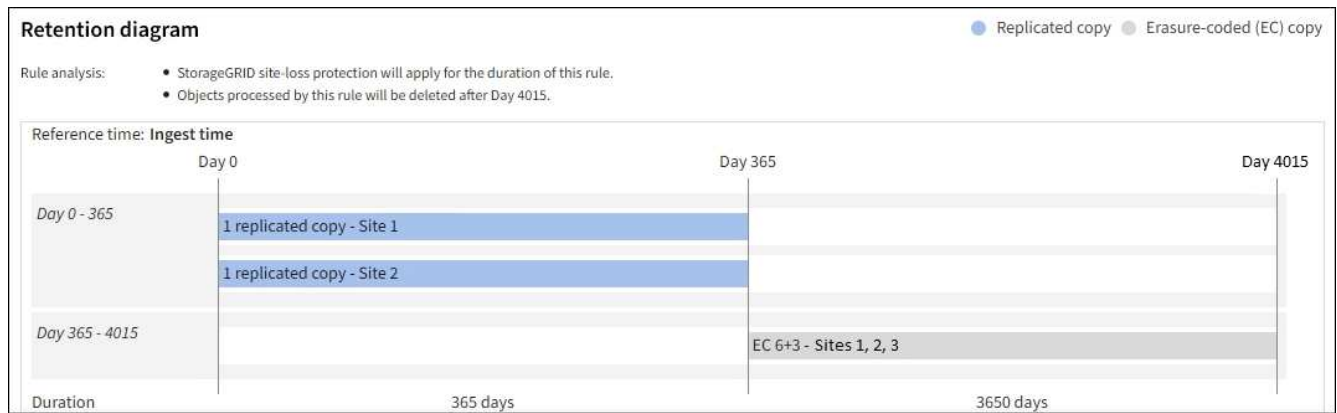 Retention diagram
Replicated copy Erasure-coded (EC) copy
Rule analysis:
• StorageGRID site-loss protection will apply for the duration of this rule.
• Objects processed by this rule will be deleted after Day 4015.
Reference time: Ingest time
Day 0 Day 365 Day 4015
Day 0 - 365
1 replicated copy - Site 1
1 replicated copy - Site 2
Day 365 - 4015
EC 6+3 - Sites 1, 2, 3
Duration 365 days 3650 days